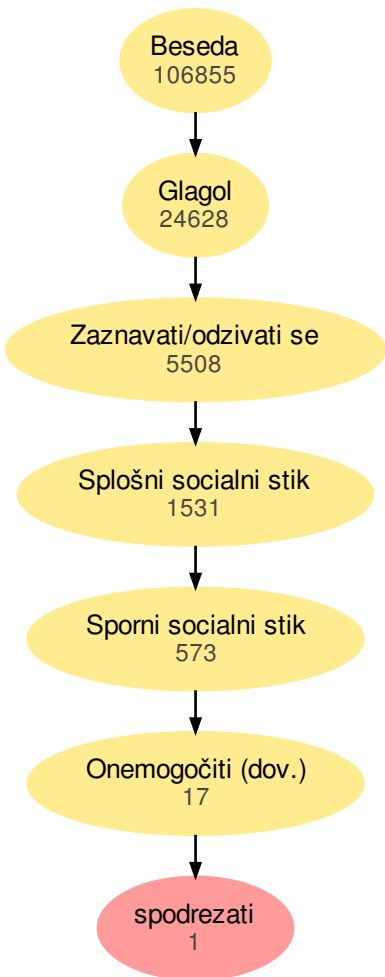 Beseda
106855
Glagol
24628
Zaznavati/odzivati se
5508
Splošni socialni stik
1531
Sporni socialni stik
573
Onemogočiti (dov.)
17
spodrezati
1